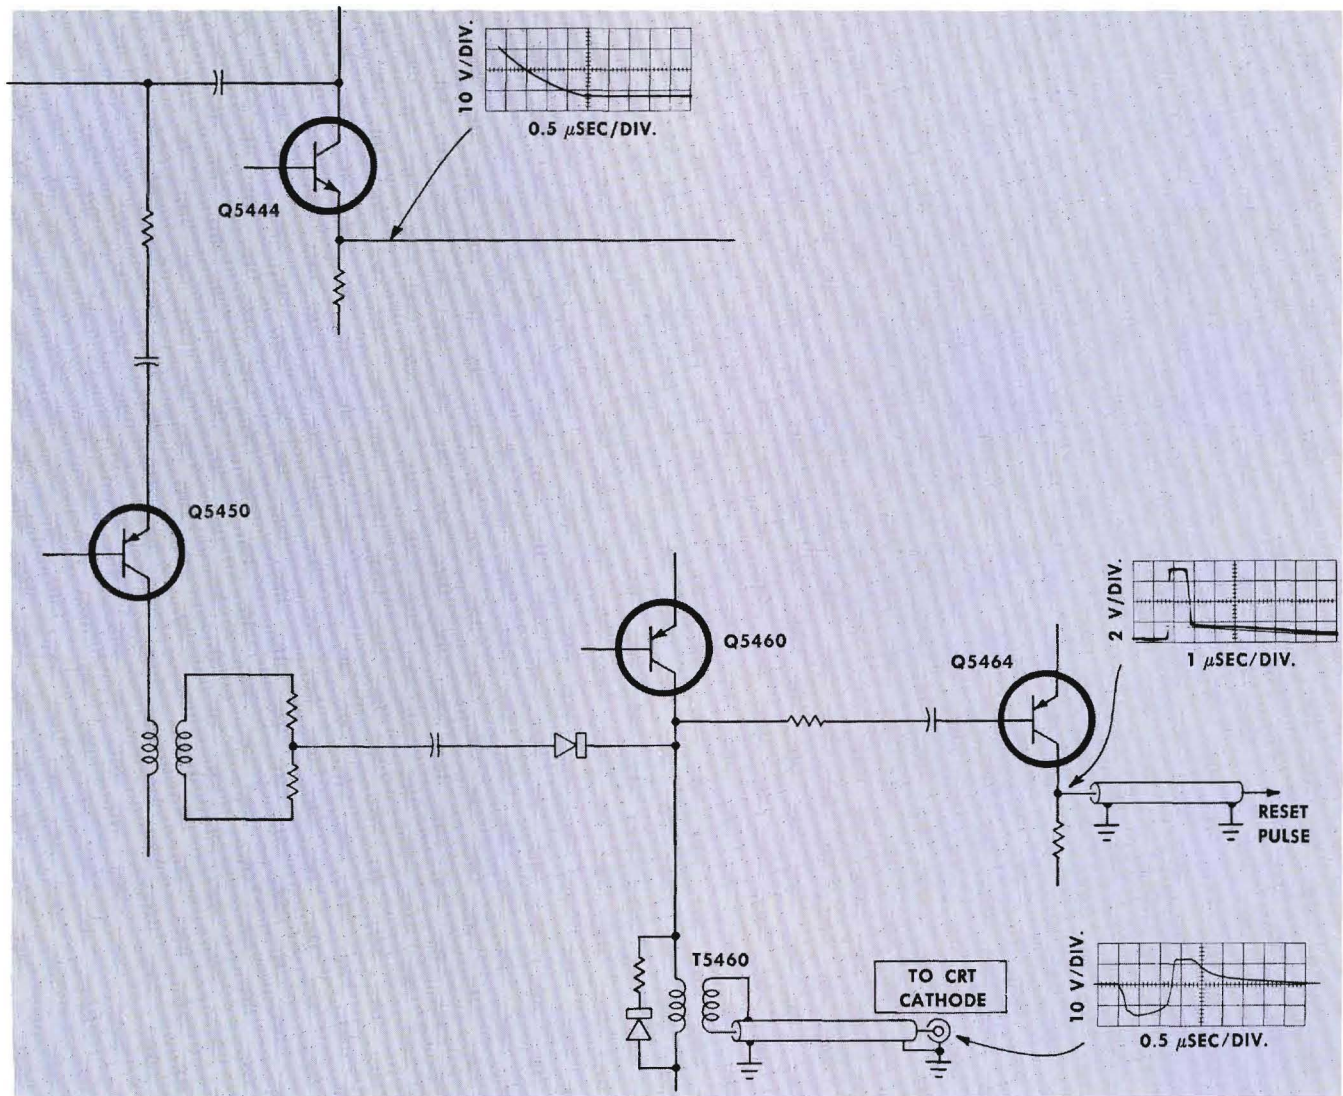 10 V/DIV.
0.5 μSEC/DIV.
Q5444
Q5450
Q5460
Q5464
2 V/DIV.
1 μSEC/DIV.
RESET
PULSE
T5460
TO CRT
CATHODE
10 V/DIV.
0.5 μSEC/DIV.